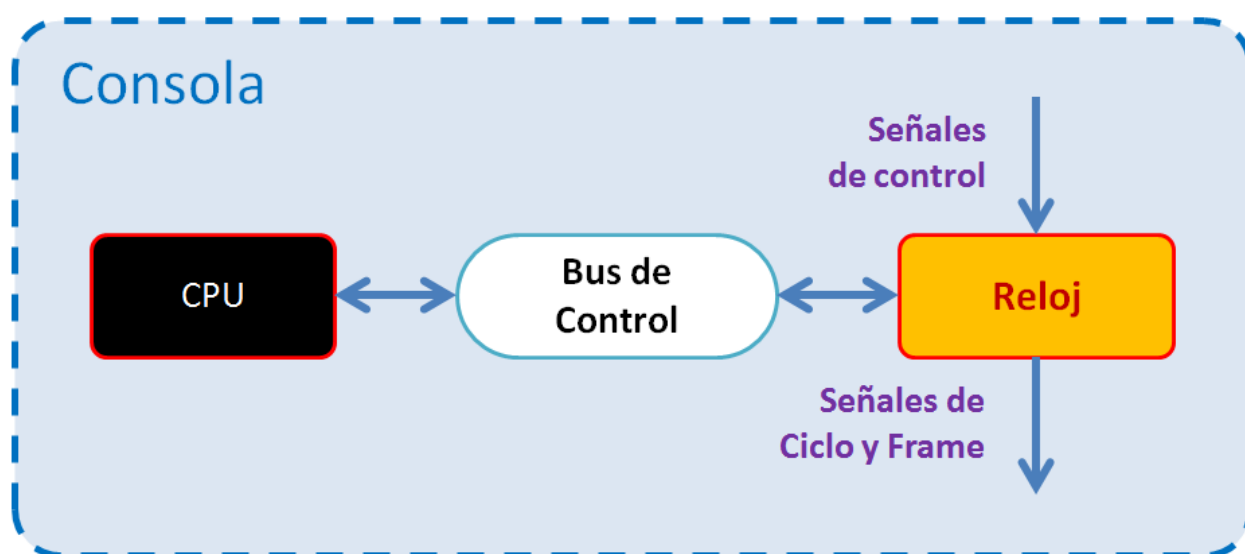 Consola
Señales
de control
CPU
Bus de
Control
Reloj
Señales de
Ciclo y Frame